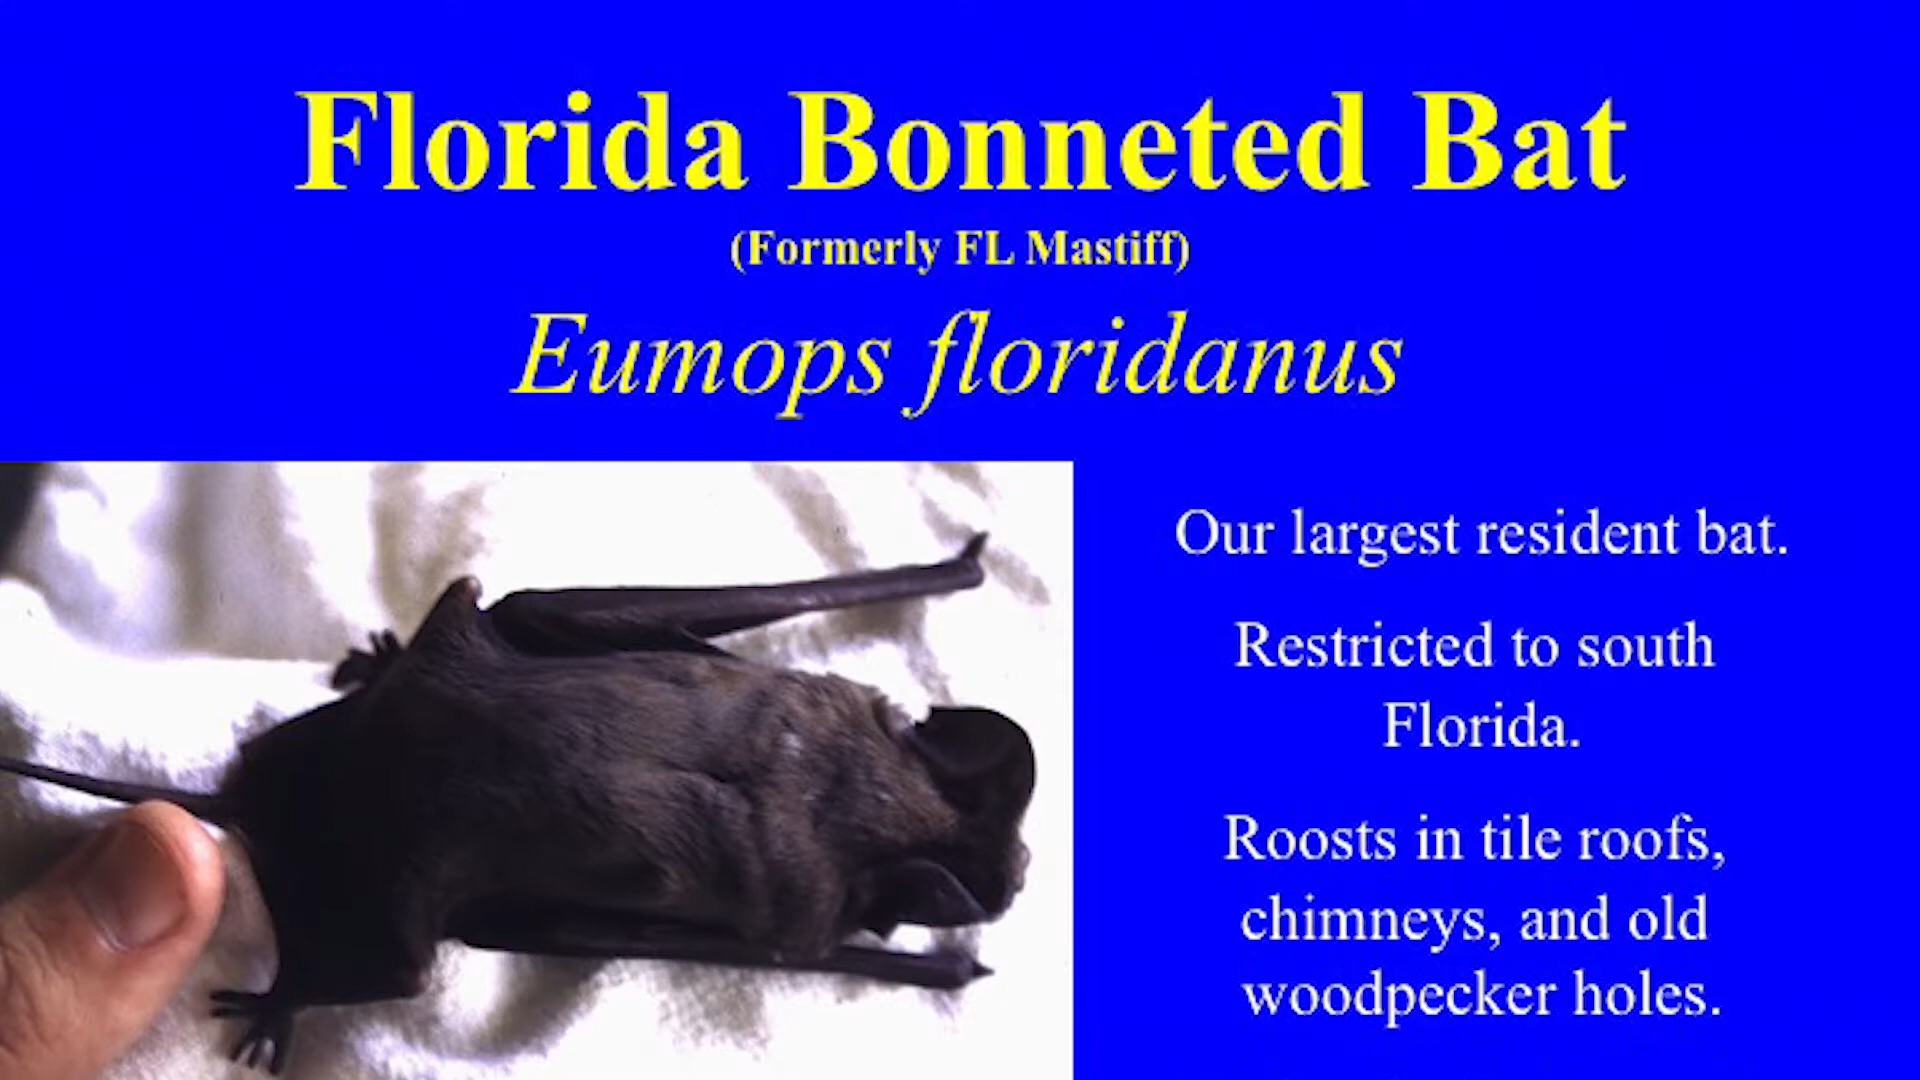 Florida Bonneted Bat
(Formerly FL Mastiff)
Eumops floridanus
Our largest resident bat.
Restricted to south
Florida.
Roosts in tile roofs,
chimneys, and old
woodpecker holes.